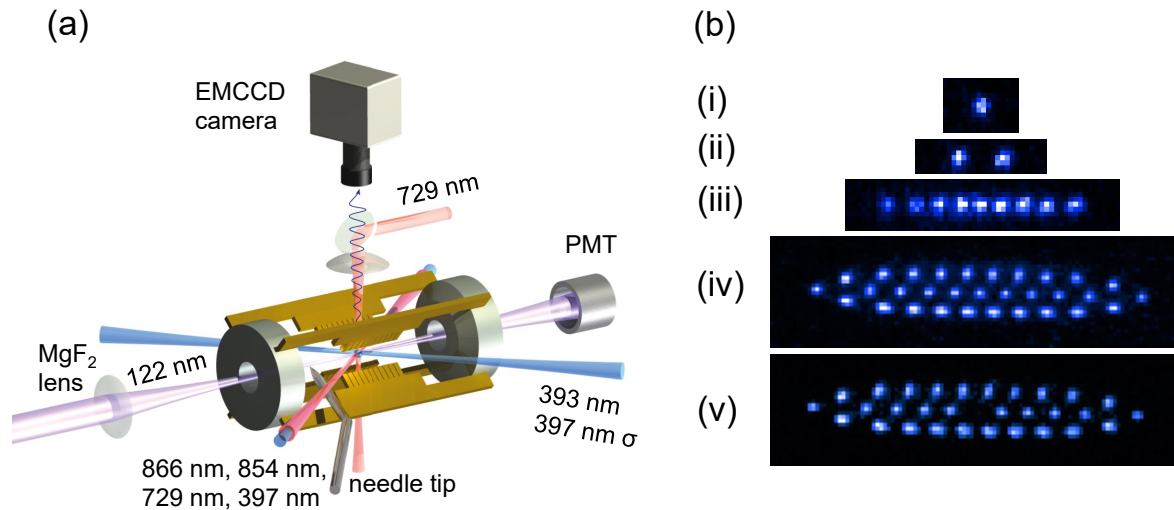 (a)
EMCCD
camera
729 nm
PMT
MgF₂
lens
122 nm
393 nm
397 nm σ
866 nm, 854 nm,
729 nm, 397 nm
needle tip
(b)
(i)
(ii)
(iii)
(iv)
(v)